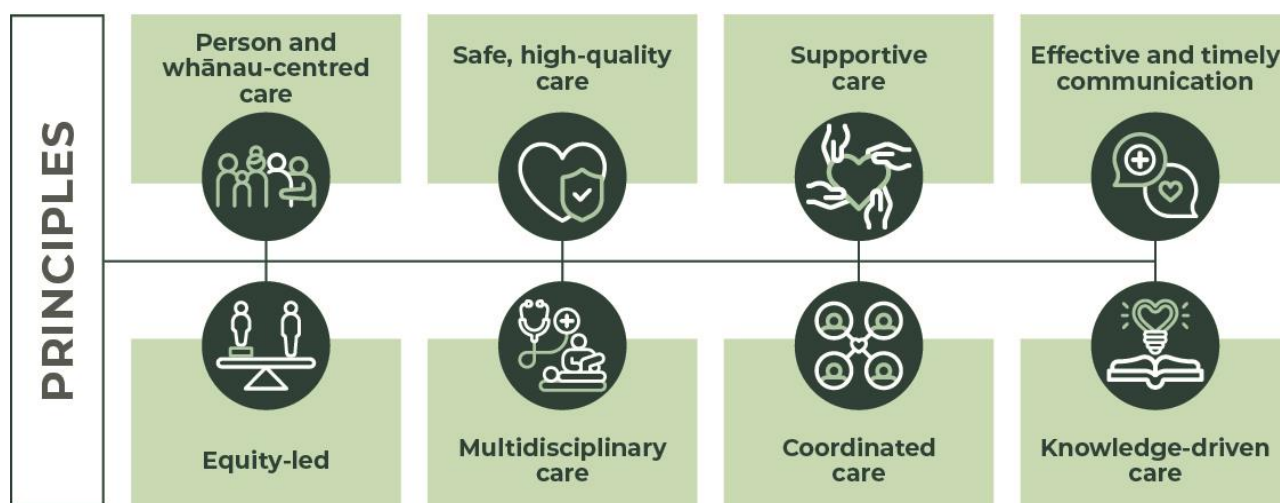 PRINCIPLES
Person and
whānau-centred
care
Safe, high-quality
care
Supportive
care
Effective and timely
communication
Equity-led
Multidisciplinary
care
Coordinated
care
Knowledge-driven
care